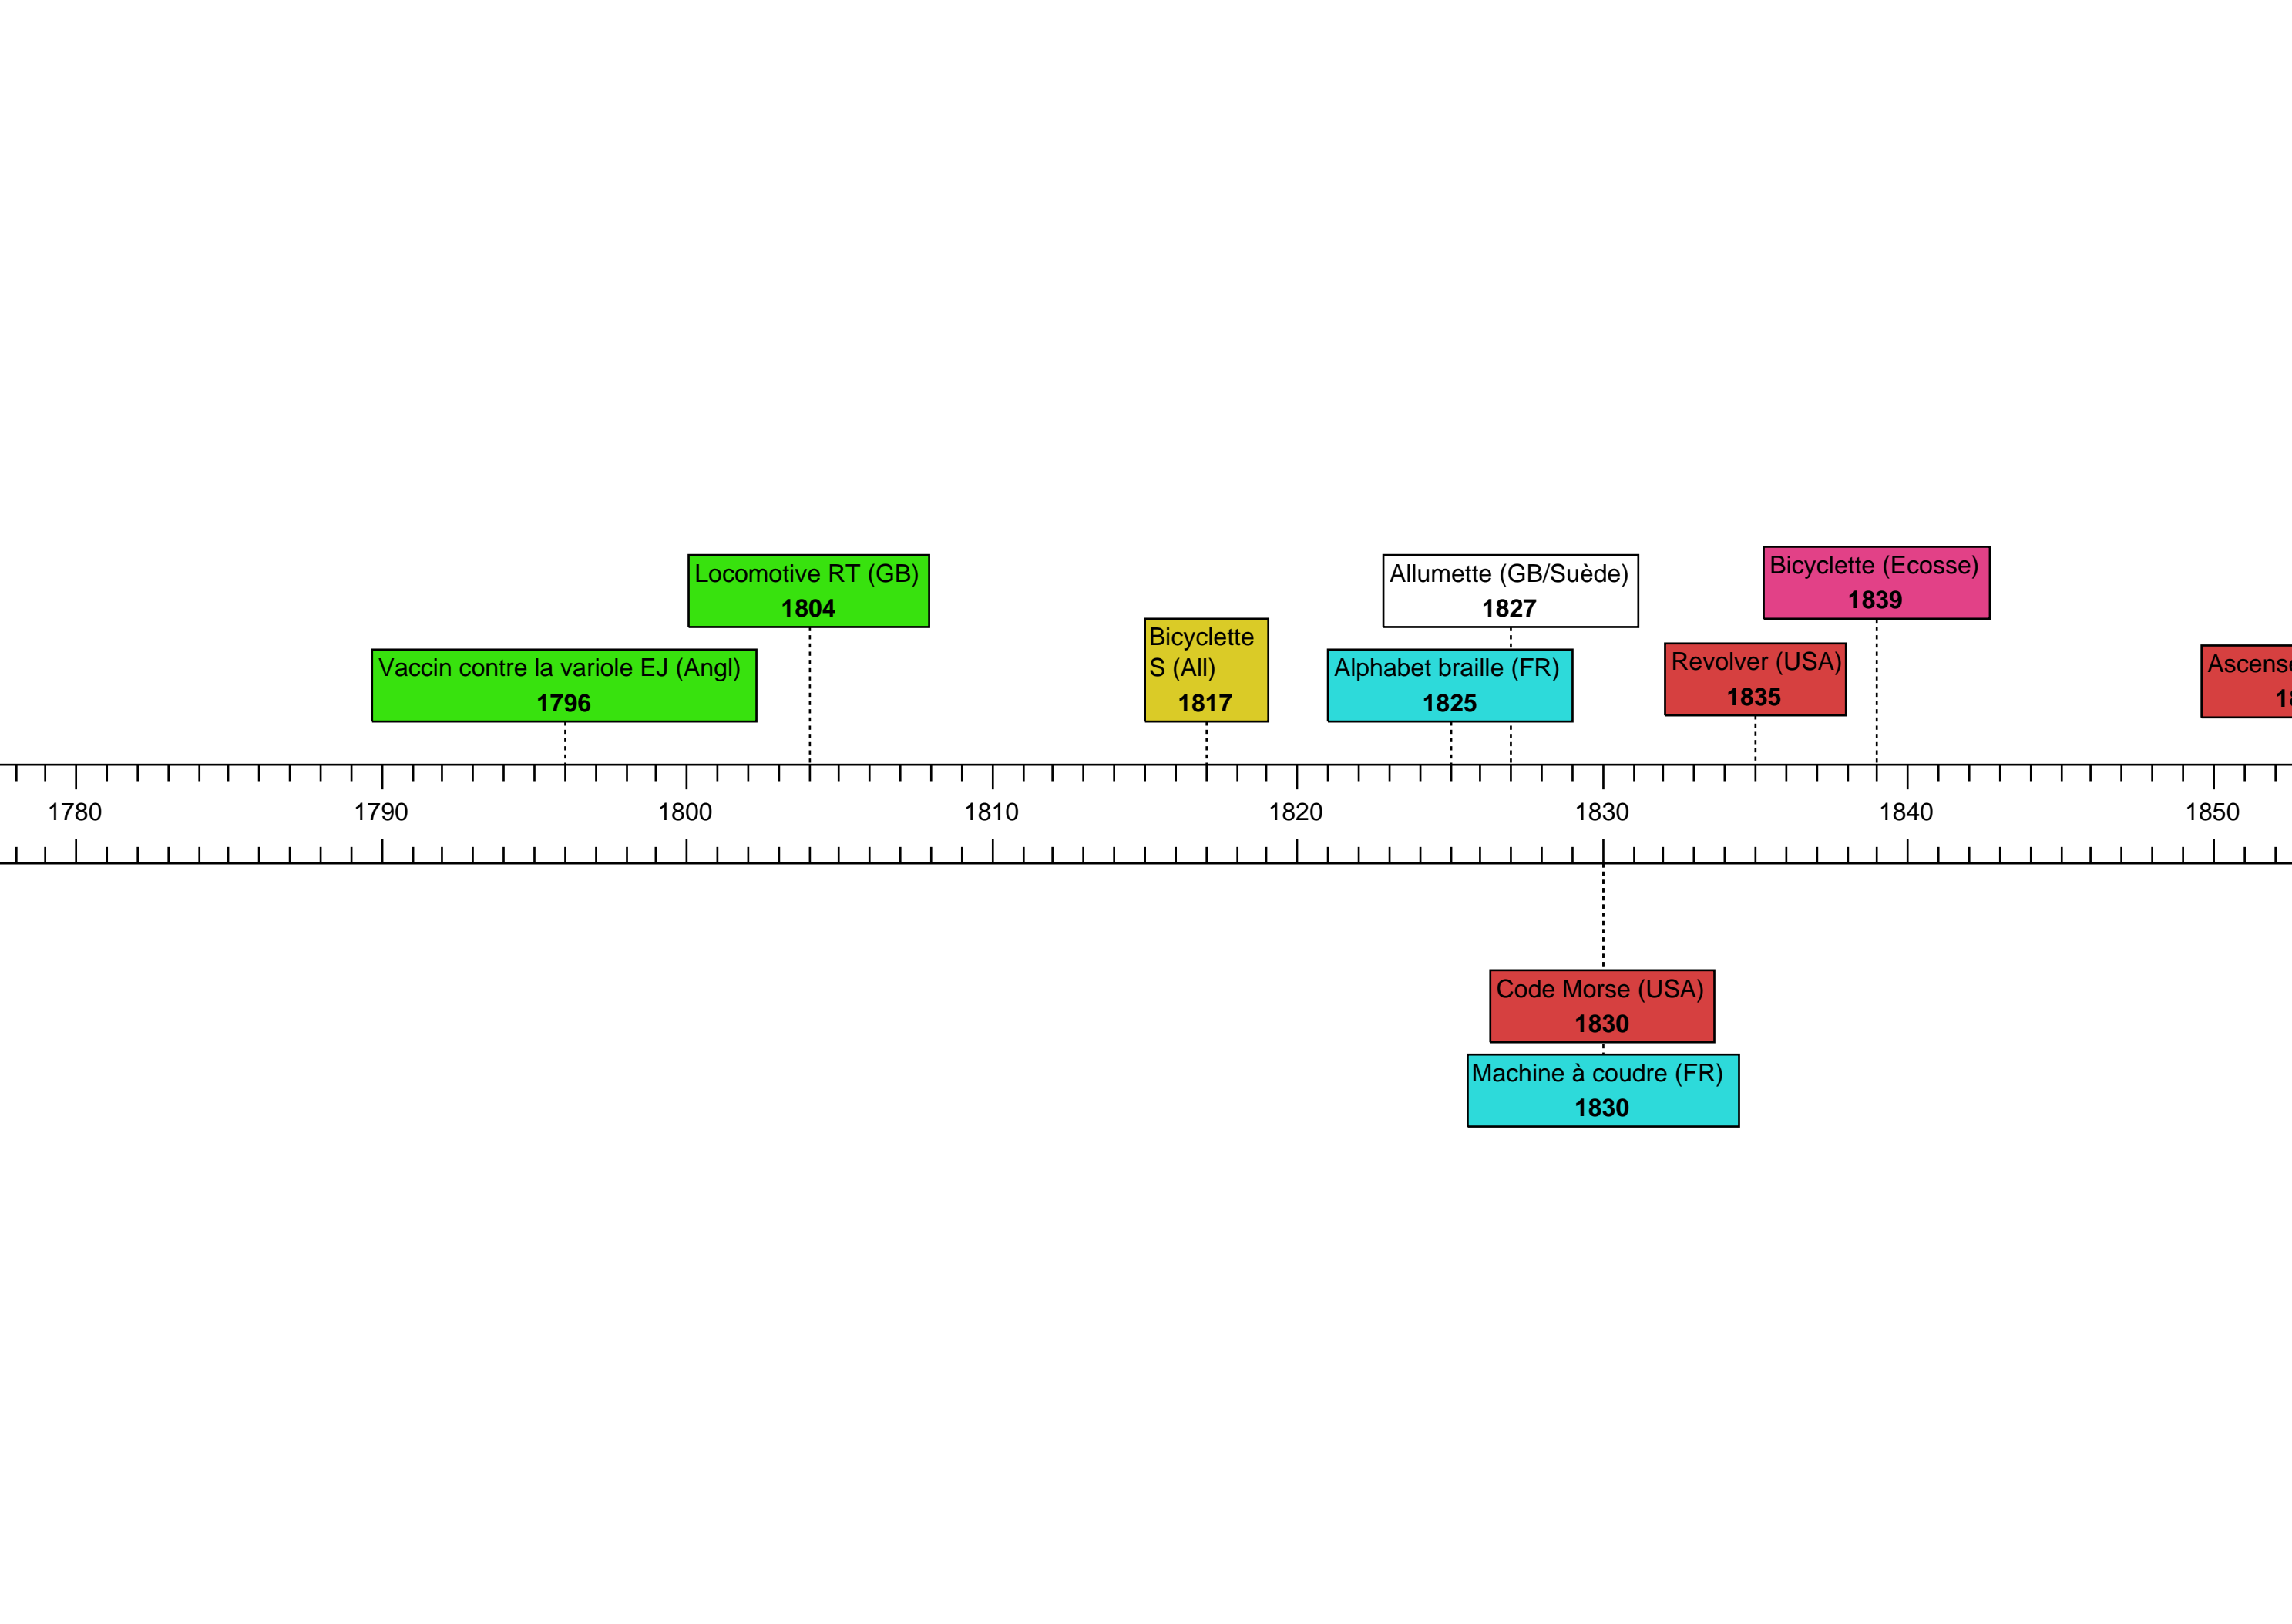 Locomotive RT (GB)
1804
Allumette (GB/Suède)
1827
Bicyclette (Ecosse)
1839
Vaccin contre la variole EJ (Angl)
1796
Bicyclette
S (All)
1817
Alphabet braille (FR)
1825
Revolver (USA)
1835
1780 1790 1800 1810 1820 1830 1840 1850
Code Morse (USA)
1830
Machine à coudre (FR)
1830